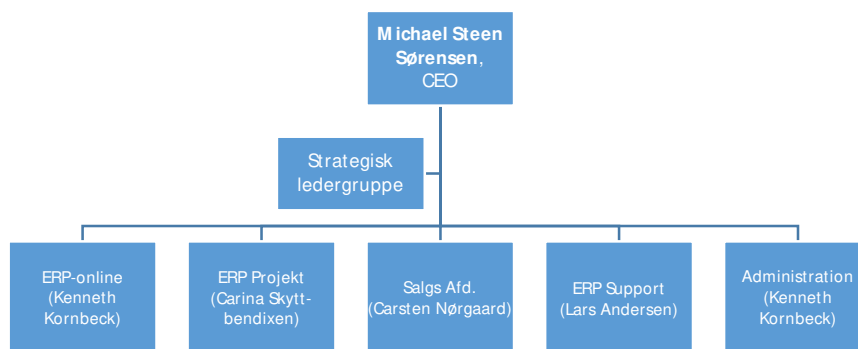 Michael Steen
Sørensen,
CEO
Strategisk
ledergruppe
ERP-online
(Kenneth
Kornbeck)
ERP Projekt
(Carina Skytt-
bendixen)
Salgs Afd.
(Carsten Nørgaard)
ERP Support
(Lars Andersen)
Administration
(Kenneth
Kornbeck)